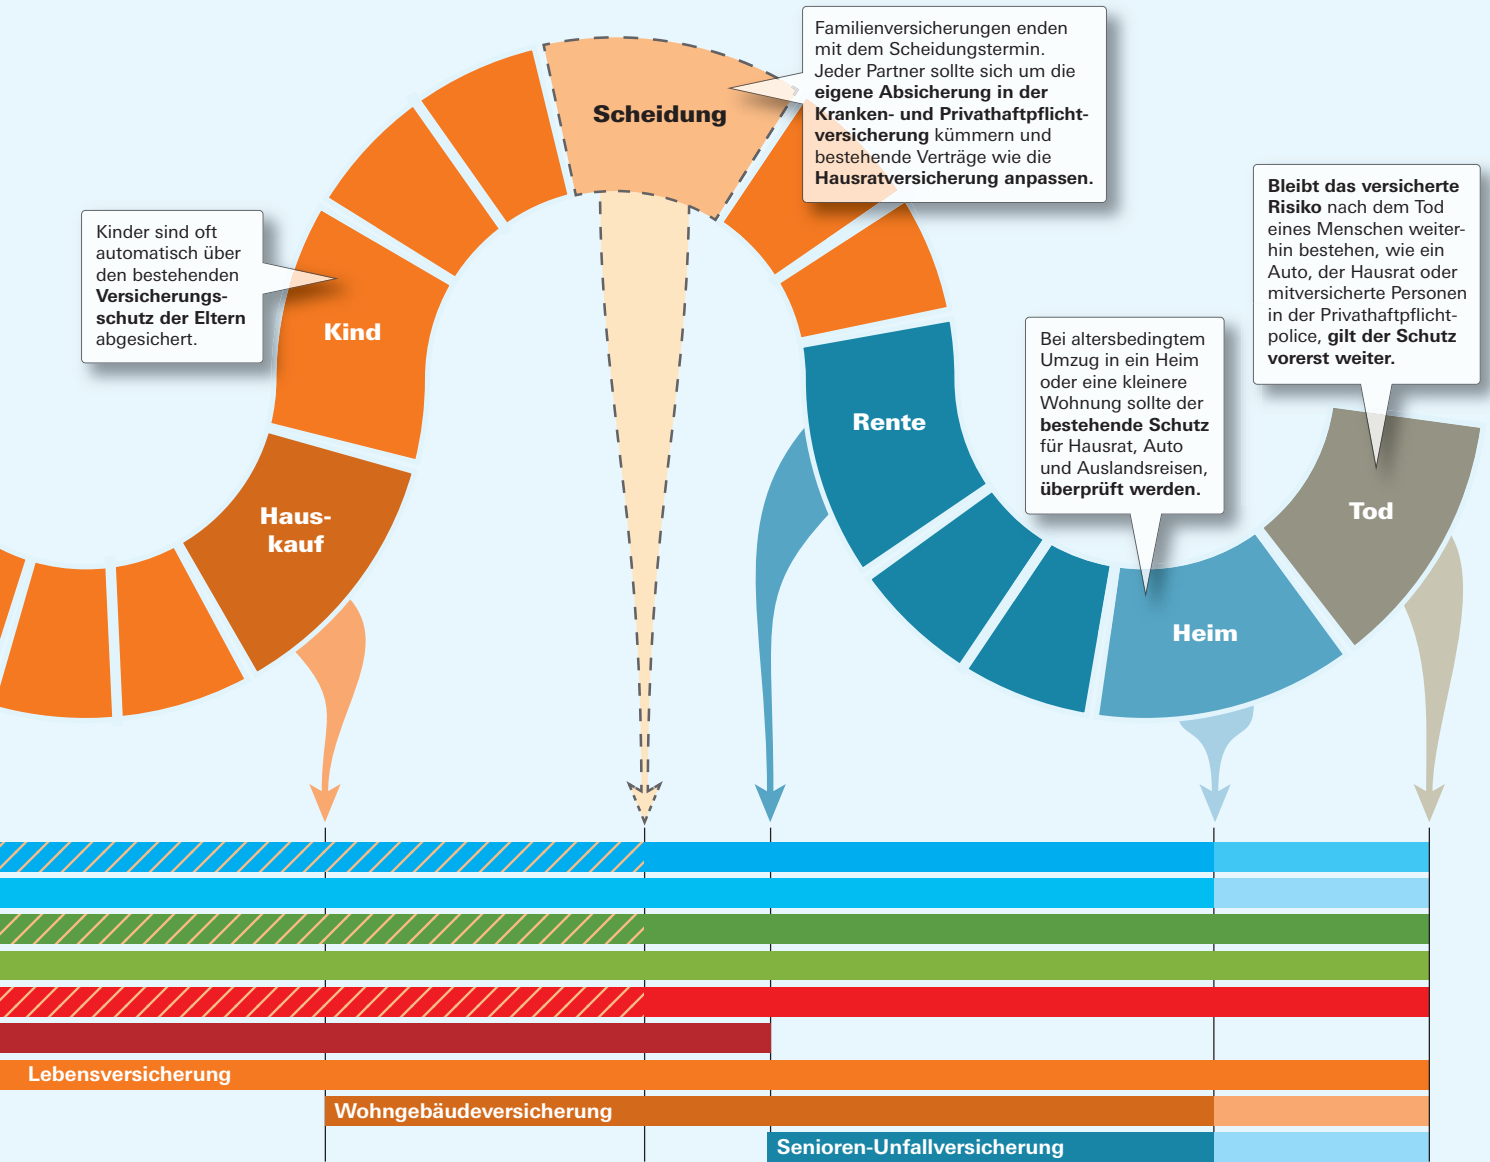 Familienversicherungen enden
mit dem Scheidungstermin.
Jeder Partner sollte sich um die
eigene Absicherung in der
Kranken- und Privathaftpflicht-
versicherung kümmern und
bestehende Verträge wie die
Hausratversicherung anpassen.
Scheidung
Bleibt das versicherte
Risiko nach dem Tod
eines Menschen weiter-
hin bestehen, wie ein
Auto, der Hausrat oder
mitversicherte Personen
in der Privathaftpflicht-
police, gilt der Schutz
vorerst weiter.
Kinder sind oft
automatisch über
den bestehenden
Versicherungs-
schutz der Eltern
abgesichert.
Kind
Bei altersbedingtem
Umzug in ein Heim
oder eine kleinere
Wohnung sollte der
bestehende Schutz
für Hausrat, Auto
und Auslandsreisen,
überprüft werden.
Rente
Haus-
kauf
Tod
Heim
Lebensversicherung
Wohngebäudeversicherung
Senioren-Unfallversicherung